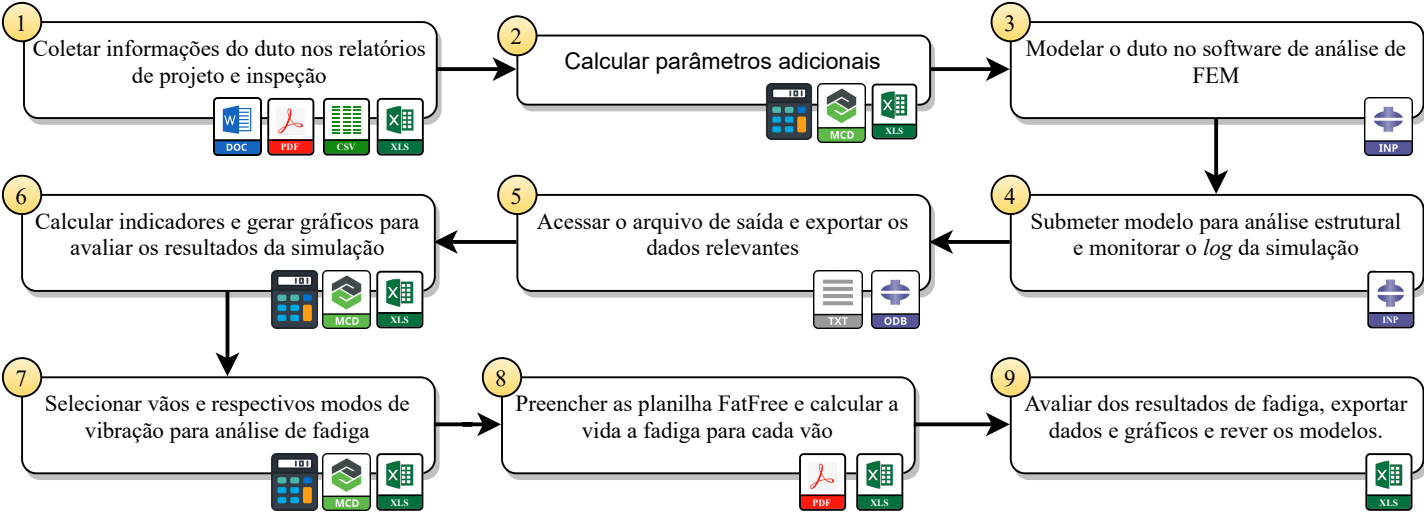 1
Coletar informações do duto nos relatórios
de projeto e inspeção
DOC
PDF
CSV
XLS
2
Calcular parâmetros adicionais
101
MCD
XLS
3
Modelar o duto no software de análise de
FEM
INP
4
Submeter modelo para análise estrutural
e monitorar o log da simulação
INP
5
Acessar o arquivo de saída e exportar os
dados relevantes
TXT
ODB
6
Calcular indicadores e gerar gráficos para
avaliar os resultados da simulação
101
MCD
XLS
7
Selecionar vãos e respectivos modos de
vibração para análise de fadiga
101
MCD
XLS
8
Preencher as planilha FatFree e calcular a
vida a fadiga para cada vão
PDF
XLS
9
Avaliar dos resultados de fadiga, exportar
dados e gráficos e rever os modelos.
XLS